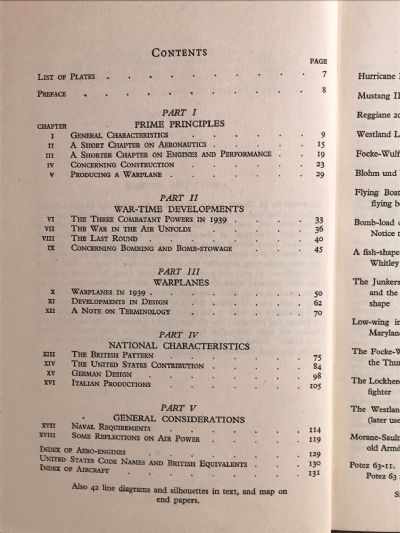 CONTENTS
PAGE
LIST OF PLATES 7
PREFACE 8
PART I
PRIME PRINCIPLES
CHAPTER
I GENERAL CHARACTERISTICS 9
II A SHORT CHAPTER ON AERONAUTICS 15
III A SHORTER CHAPTER ON ENGINES AND PERFORMANCE 19
IV CONCERNING CONSTRUCTION 23
V PRODUCING A WARPLANE 29
PART II
WAR-TIME DEVELOPMENTS
VI THE THREE COMBATANT POWERS IN 1939 33
VII THE WAR IN THE AIR UNFOLDS 36
VIII THE LAST ROUND 40
IX CONCERNING BOMBING AND BOMB-STOWAGE 45
PART III
WARPLANES
X WARPLANES IN 1939 50
XI DEVELOPMENTS IN DESIGN 62
XII A NOTE ON TERMINOLOGY 70
PART IV
NATIONAL CHARACTERISTICS
XIII THE BRITISH PATTERN 75
XIV THE UNITED STATES CONTRIBUTION 84
XV GERMAN DESIGN 98
XVI ITALIAN PRODUCTIONS 105
PART V
GENERAL CONSIDERATIONS
XVII NAVAL REQUIREMENTS 114
XVIII SOME REFLECTIONS ON AIR POWER 119
INDEX OF AERO-ENGINES 129
UNITED STATES CODE NAMES AND BRITISH EQUIVALENTS 130
INDEX OF AIRCRAFT 131
Also 42 line diagrams and silhouettes in text, and map on
end papers.
Hurricane
Mustang II
Reggiane 20
Westland L
Focke-Wulf
Blohm und
Flying Boat
flying bo
Bomb-load o
Notice t
A fish-shape
Whitley
The Junkers
and the
shape
Low-wing in
Maryland
The Focke-W
the Thun
The Lockheed
fighter
The Westlan
(later use
Morane-Sauln
old Armé
Potez 63-11.
Potez 63